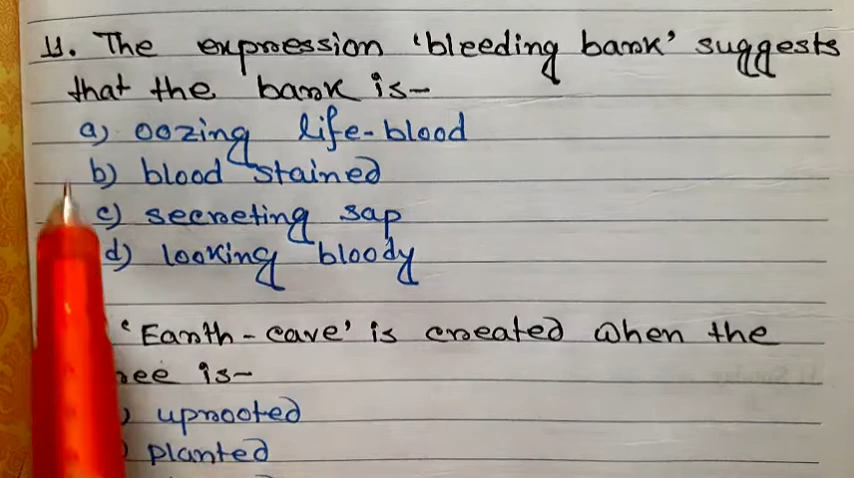 11. The expression 'bleeding bark' suggests
that the bark is-
a) oozing life-blood
b) blood stained
c) secreting sap
d) looking bloody
'Earth-cave' is created when the
ree is-
) uprooted
) planted